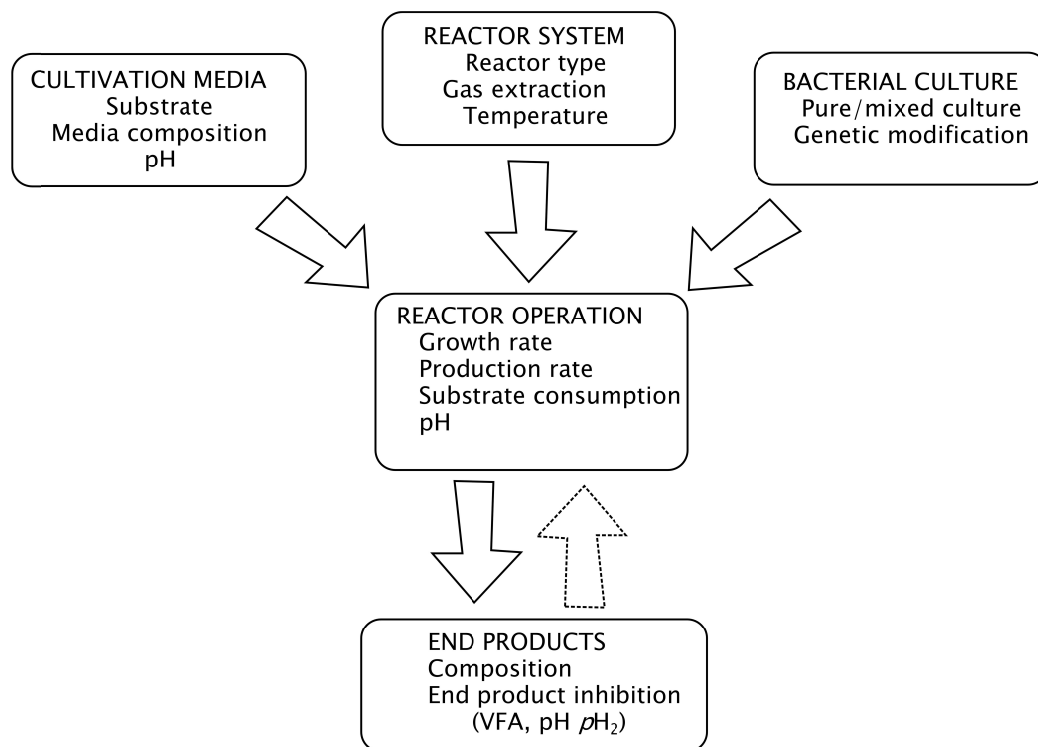 CULTIVATION MEDIA
Substrate
Media composition
pH
REACTOR SYSTEM
Reactor type
Gas extraction
Temperature
BACTERIAL CULTURE
Pure/mixed culture
Genetic modification
REACTOR OPERATION
Growth rate
Production rate
Substrate consumption
pH
END PRODUCTS
Composition
End product inhibition
(VFA, pH pH₂)